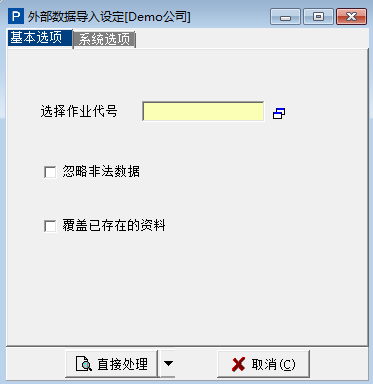 P 外部数据导入设定[Demo公司]
基本选项 系统选项
选择作业代号
忽略非法数据
覆盖已存在的资料
直接处理 取消(C)